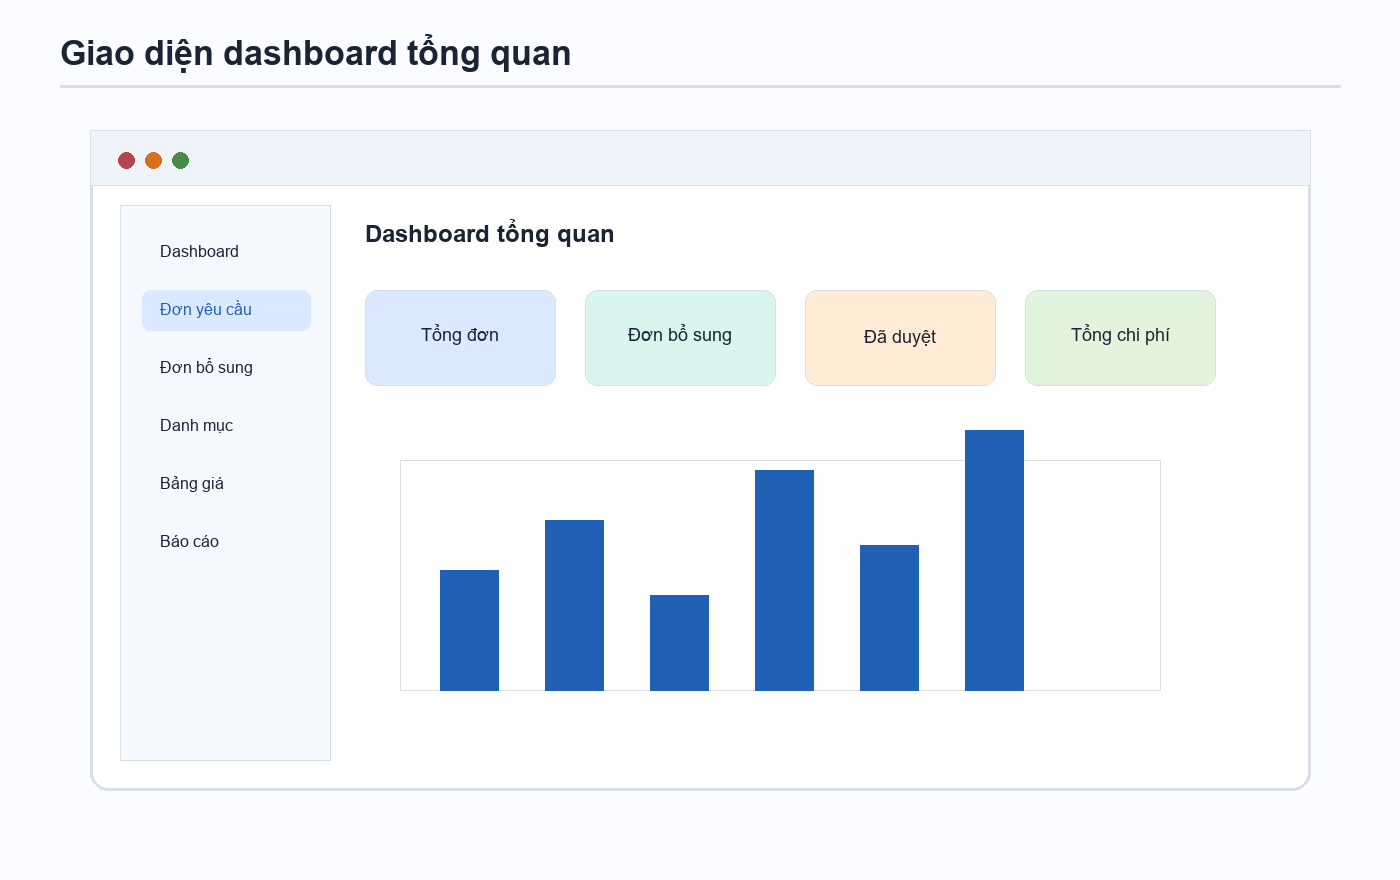 Giao diện dashboard tổng quan
Dashboard
Đơn yêu cầu
Đơn bổ sung
Danh mục
Bảng giá
Báo cáo
Dashboard tổng quan
Tổng đơn
Đơn bổ sung
Đã duyệt
Tổng chi phí